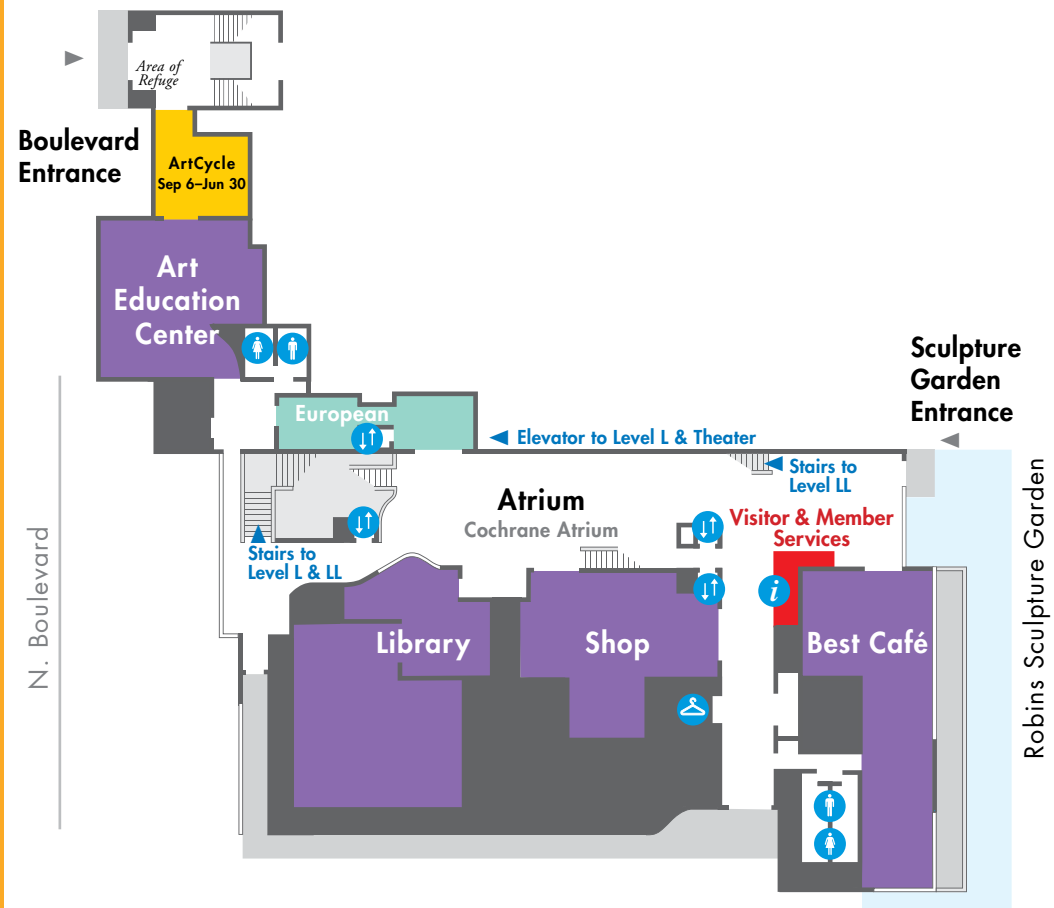 Area of
Refuge
Boulevard
Entrance
ArtCycle
Sep 6–Jun 30
Art
Education
Center
Sculpture
Garden
Entrance
European
Elevator to Level L & Theater
Stairs to
Level LL
Atrium
Cochrane Atrium
Visitor & Member
Services
Stairs to
Level L & LL
i
Library
Shop
Best Café
N. Boulevard
Robins Sculpture Garden